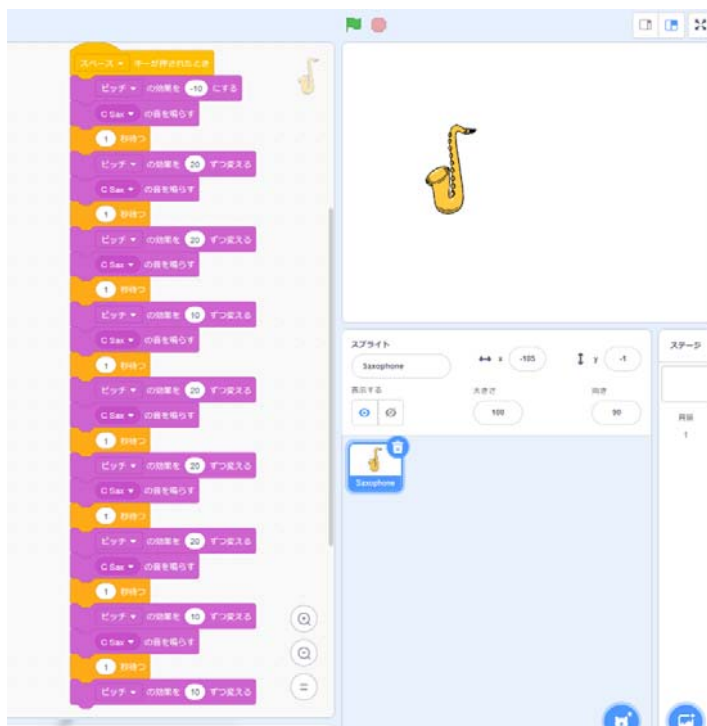 スペース キーが押されたとき
ピッチ の効果を -10 にする
C Sax の音を鳴らす
1 秒待つ
ピッチ の効果を 20 ずつ変える
C Sax の音を鳴らす
1 秒待つ
ピッチ の効果を 20 ずつ変える
C Sax の音を鳴らす
1 秒待つ
ピッチ の効果を 10 ずつ変える
C Sax の音を鳴らす
1 秒待つ
ピッチ の効果を 20 ずつ変える
C Sax の音を鳴らす
1 秒待つ
ピッチ の効果を 20 ずつ変える
C Sax の音を鳴らす
1 秒待つ
ピッチ の効果を 20 ずつ変える
C Sax の音を鳴らす
1 秒待つ
ピッチ の効果を 10 ずつ変える
C Sax の音を鳴らす
1 秒待つ
ピッチ の効果を 10 ずつ変える
スプライト
Saxophone
x -105
y -1
表示する
大きさ 100
向き 90
Saxophone
ステージ
背景
1